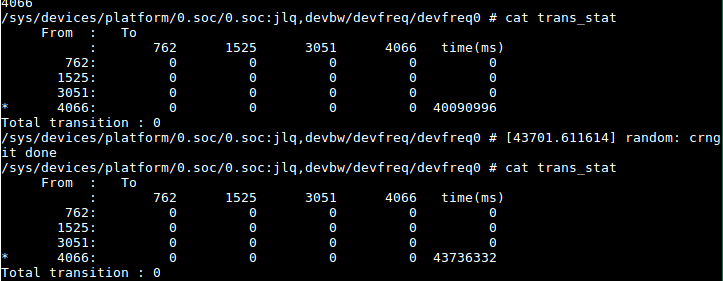 4066
/sys/devices/platform/0.soc/0.soc:jlq,devbw/devfreq/devfreq0 # cat trans_stat
     From  :   To
           :       762      1525      3051      4066   time(ms)
        762:         0         0         0         0         0
       1525:         0         0         0         0         0
       3051:         0         0         0         0         0
*      4066:         0         0         0         0  40090996
Total transition : 0
/sys/devices/platform/0.soc/0.soc:jlq,devbw/devfreq/devfreq0 # [43701.611614] random: crng
it done
/sys/devices/platform/0.soc/0.soc:jlq,devbw/devfreq/devfreq0 # cat trans_stat
     From  :   To
           :       762      1525      3051      4066   time(ms)
        762:         0         0         0         0         0
       1525:         0         0         0         0         0
       3051:         0         0         0         0         0
*      4066:         0         0         0         0  43736332
Total transition : 0